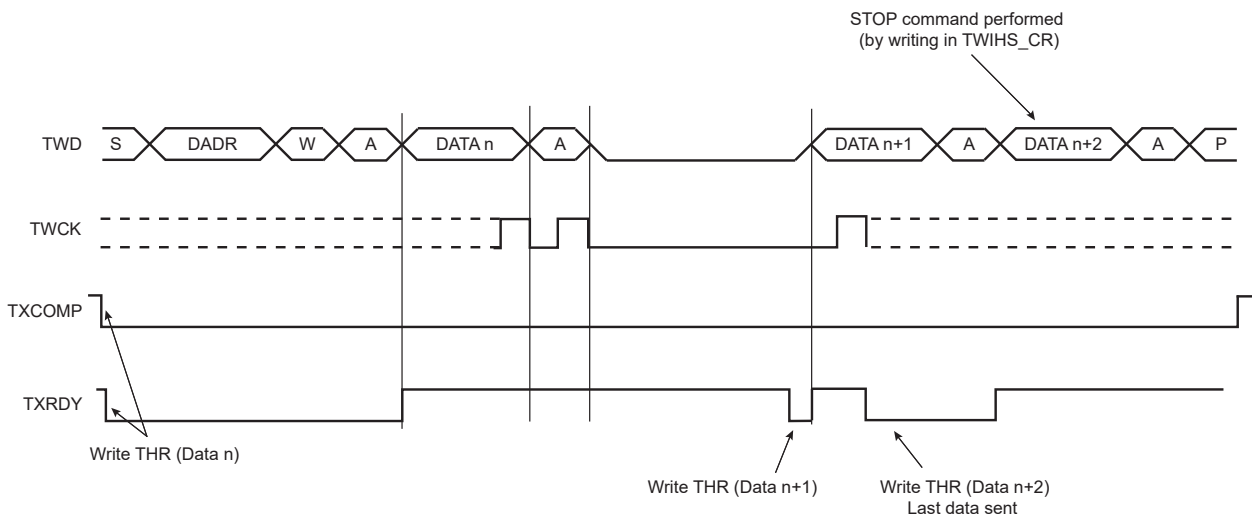 STOP command performed
(by writing in TWIHS_CR)
TWD S DADR W A DATA n A DATA n+1 A DATA n+2 A P
TWCK
TXCOMP
TXRDY
Write THR (Data n)
Write THR (Data n+1)
Write THR (Data n+2)
Last data sent